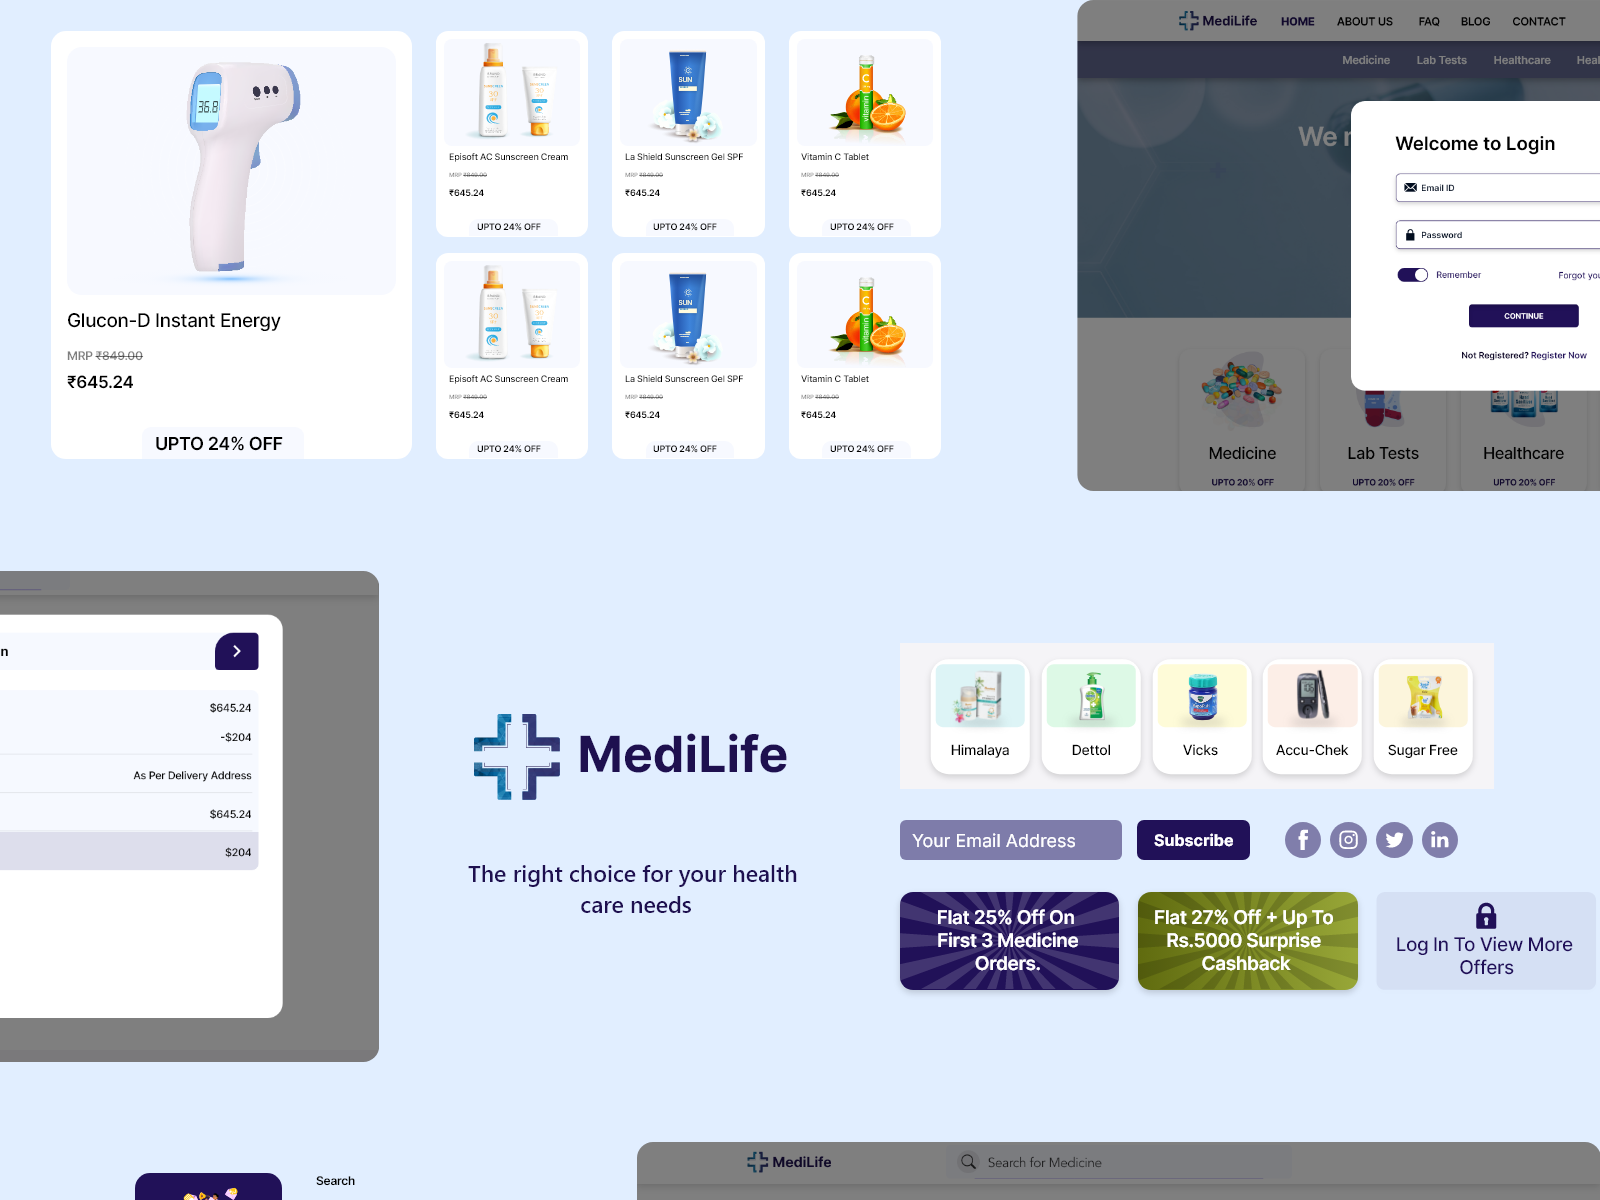 36.8
Glucon-D Instant Energy
MRP ₹849.00
₹645.24
UPTO 24% OFF
Episoft AC Sunscreen Cream
MRP ₹849.00
₹645.24
UPTO 24% OFF
SUN
La Shield Sunscreen Gel SPF
MRP ₹849.00
₹645.24
UPTO 24% OFF
vitamin C
Vitamin C Tablet
MRP ₹849.00
₹645.24
UPTO 24% OFF
Episoft AC Sunscreen Cream
MRP ₹849.00
₹645.24
UPTO 24% OFF
SUN
La Shield Sunscreen Gel SPF
MRP ₹849.00
₹645.24
UPTO 24% OFF
vitamin C
Vitamin C Tablet
MRP ₹849.00
₹645.24
UPTO 24% OFF
MediLife HOME ABOUT US FAQ BLOG CONTACT
Medicine Lab Tests Healthcare Heal
We
Welcome to Login
Email ID
Password
Remember Forgot you
CONTINUE
Not Registered? Register Now
Medicine Lab Tests Healthcare
UPTO 20% OFF UPTO 20% OFF UPTO 20% OFF
n
$645.24
-$204
As Per Delivery Address
$645.24
$204
MediLife
The right choice for your health
care needs
Himalaya Dettol Vicks Accu-Chek Sugar Free
Your Email Address Subscribe
Flat 25% Off On
First 3 Medicine
Orders.
Flat 27% Off + Up To
Rs.5000 Surprise
Cashback
Log In To View More
Offers
Search
MediLife Search for Medicine